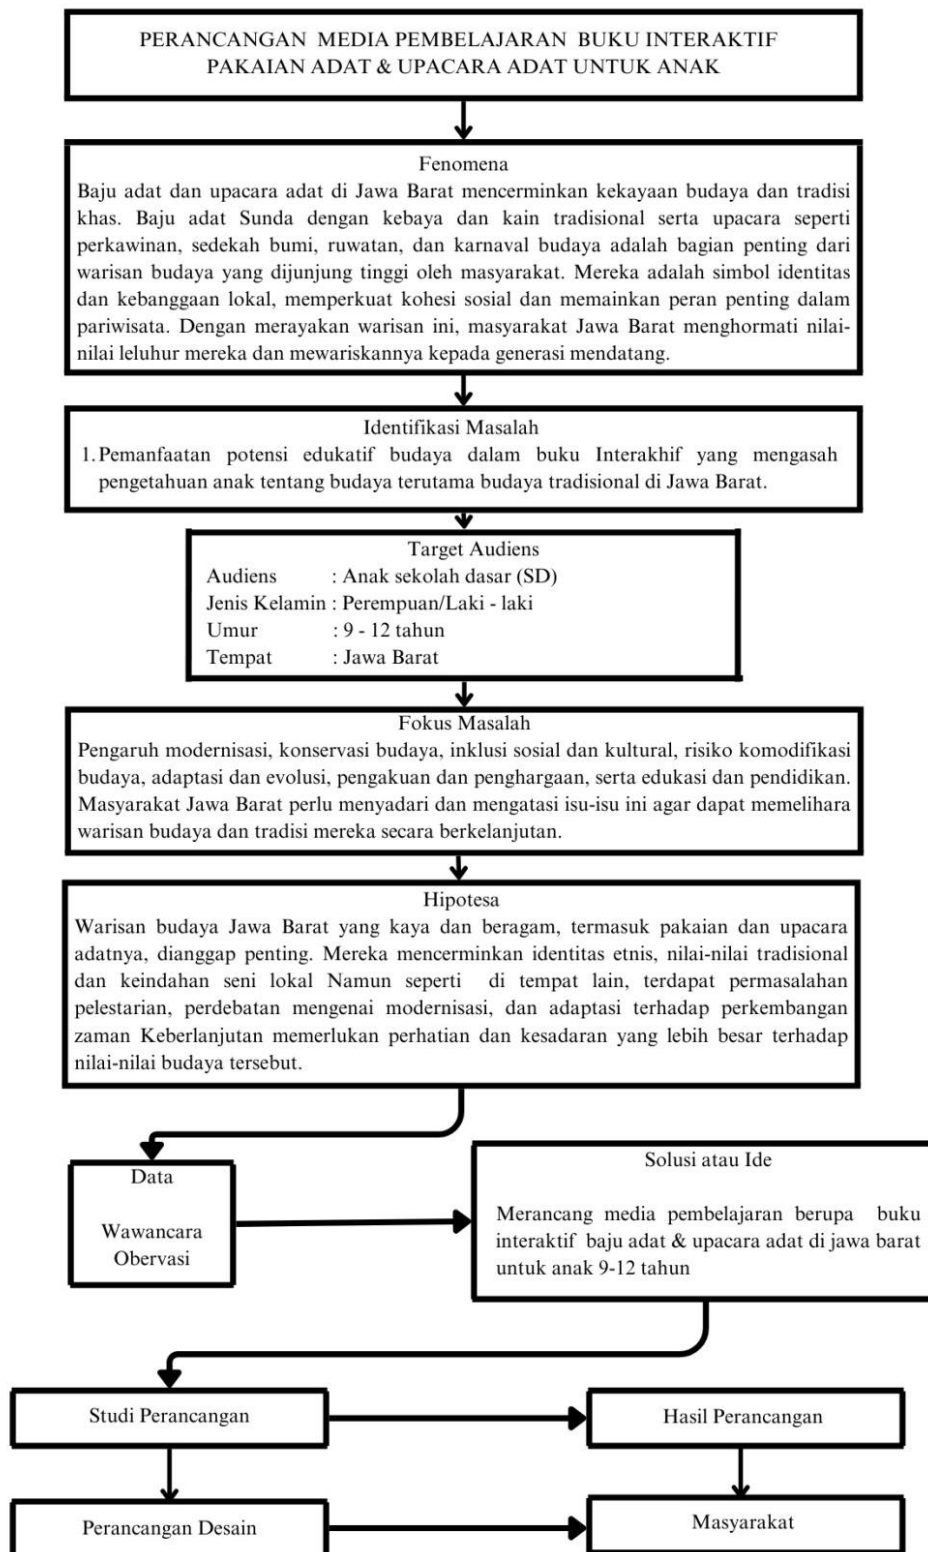 PERANCANGAN MEDIA PEMBELAJARAN BUKU INTERAKTIF
PAKAIAN ADAT & UPACARA ADAT UNTUK ANAK
Fenomena
Baju adat dan upacara adat di Jawa Barat mencerminkan kekayaan budaya dan tradisi
khas. Baju adat Sunda dengan kebaya dan kain tradisional serta upacara seperti
perkawinan, sedekah bumi, ruwatan, dan karnaval budaya adalah bagian penting dari
warisan budaya yang dijunjung tinggi oleh masyarakat. Mereka adalah simbol identitas
dan kebanggaan lokal, memperkuat kohesi sosial dan memainkan peran penting dalam
pariwisata. Dengan merayakan warisan ini, masyarakat Jawa Barat menghormati nilai-
nilai leluhur mereka dan mewariskannya kepada generasi mendatang.
Identifikasi Masalah
1. Pemanfaatan potensi edukatif budaya dalam buku Interakhif yang mengasah
pengetahuan anak tentang budaya terutama budaya tradisional di Jawa Barat.
Target Audiens
Audiens : Anak sekolah dasar (SD)
Jenis Kelamin : Perempuan/Laki - laki
Umur : 9 - 12 tahun
Tempat : Jawa Barat
Fokus Masalah
Pengaruh modernisasi, konservasi budaya, inklusi sosial dan kultural, risiko komodifikasi
budaya, adaptasi dan evolusi, pengakuan dan penghargaan, serta edukasi dan pendidikan.
Masyarakat Jawa Barat perlu menyadari dan mengatasi isu-isu ini agar dapat memelihara
warisan budaya dan tradisi mereka secara berkelanjutan.
Hipotesa
Warisan budaya Jawa Barat yang kaya dan beragam, termasuk pakaian dan upacara
adatnya, dianggap penting. Mereka mencerminkan identitas etnis, nilai-nilai tradisional
dan keindahan seni lokal Namun seperti di tempat lain, terdapat permasalahan
pelestarian, perdebatan mengenai modernisasi, dan adaptasi terhadap perkembangan
zaman Keberlanjutan memerlukan perhatian dan kesadaran yang lebih besar terhadap
nilai-nilai budaya tersebut.
Data
Wawancara
Obervasi
Solusi atau Ide
Merancang media pembelajaran berupa buku
interaktif baju adat & upacara adat di jawa barat
untuk anak 9-12 tahun
Studi Perancangan
Hasil Perancangan
Perancangan Desain
Masyarakat